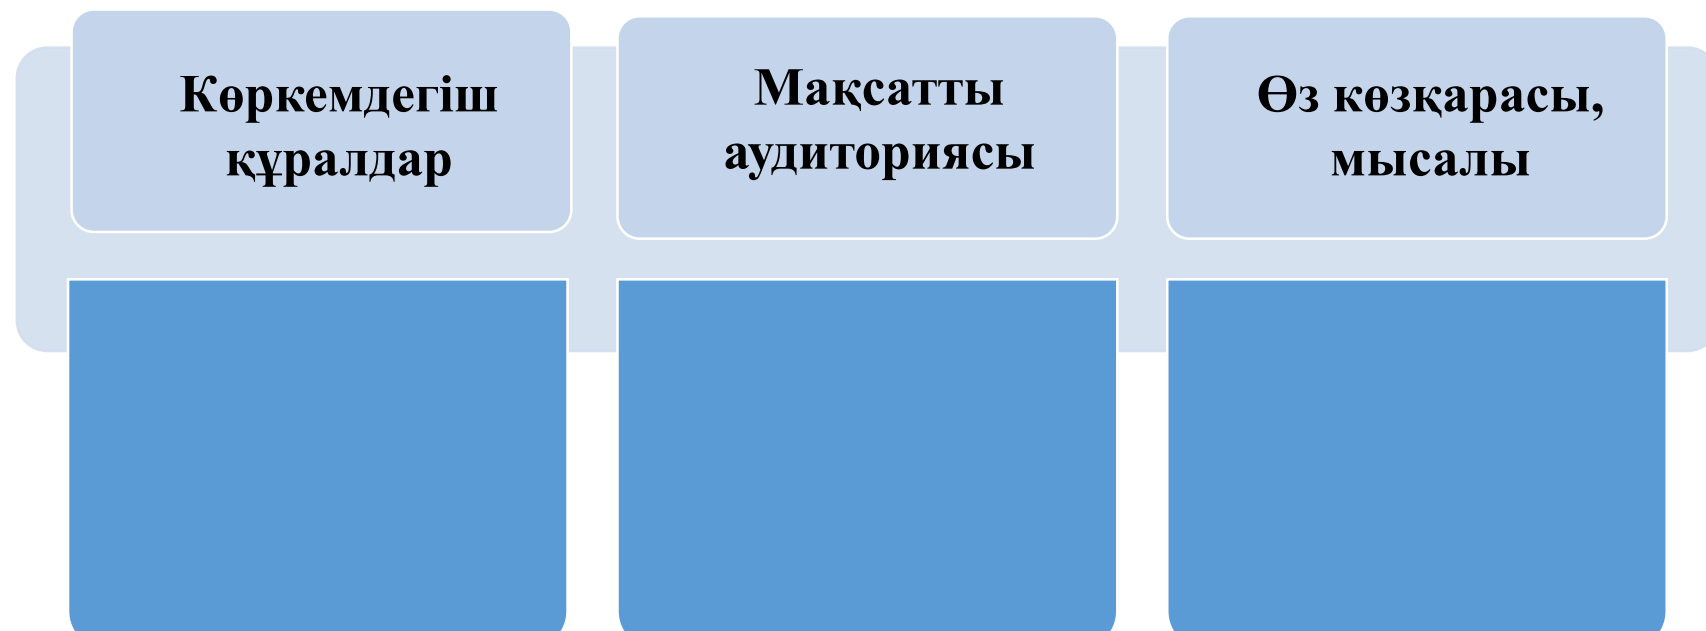 Көркемдегіш
құралдар
Мақсатты
аудиториясы
Өз көзқарасы,
мысалы